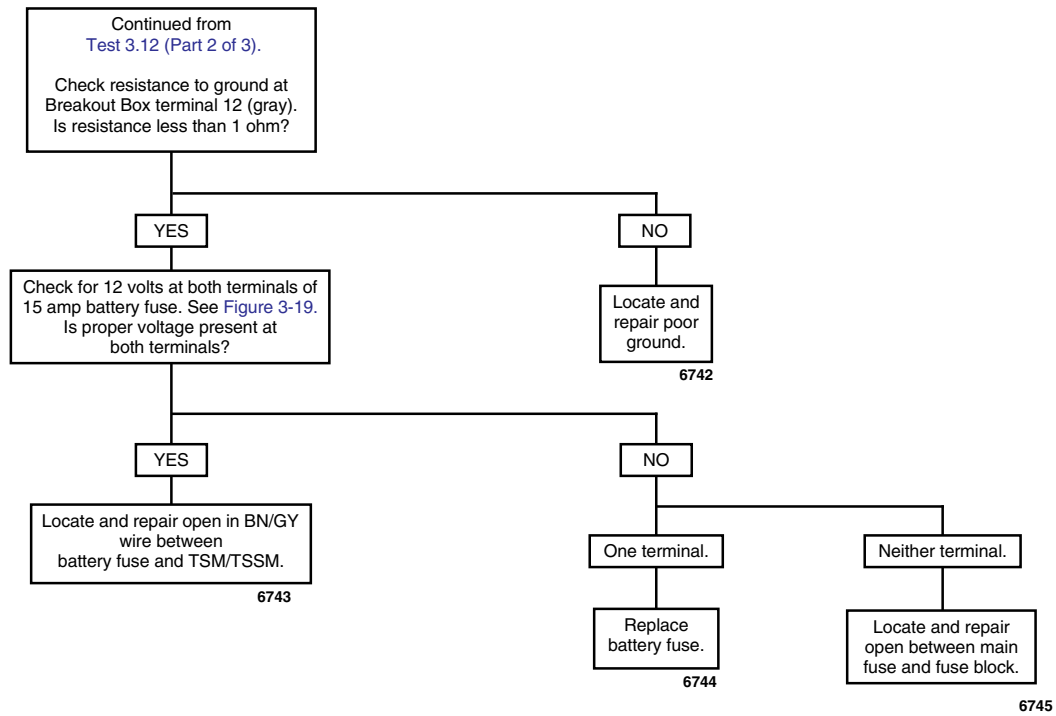 Continued from
Test 3.12 (Part 2 of 3).
Check resistance to ground at
Breakout Box terminal 12 (gray).
Is resistance less than 1 ohm?
YES
NO
Check for 12 volts at both terminals of
15 amp battery fuse. See Figure 3-19.
Is proper voltage present at
both terminals?
Locate and
repair poor
ground.
6742
YES
NO
Locate and repair open in BN/GY
wire between
battery fuse and TSM/TSSM.
6743
One terminal.
Neither terminal.
Replace
battery fuse.
6744
Locate and repair
open between main
fuse and fuse block.
6745